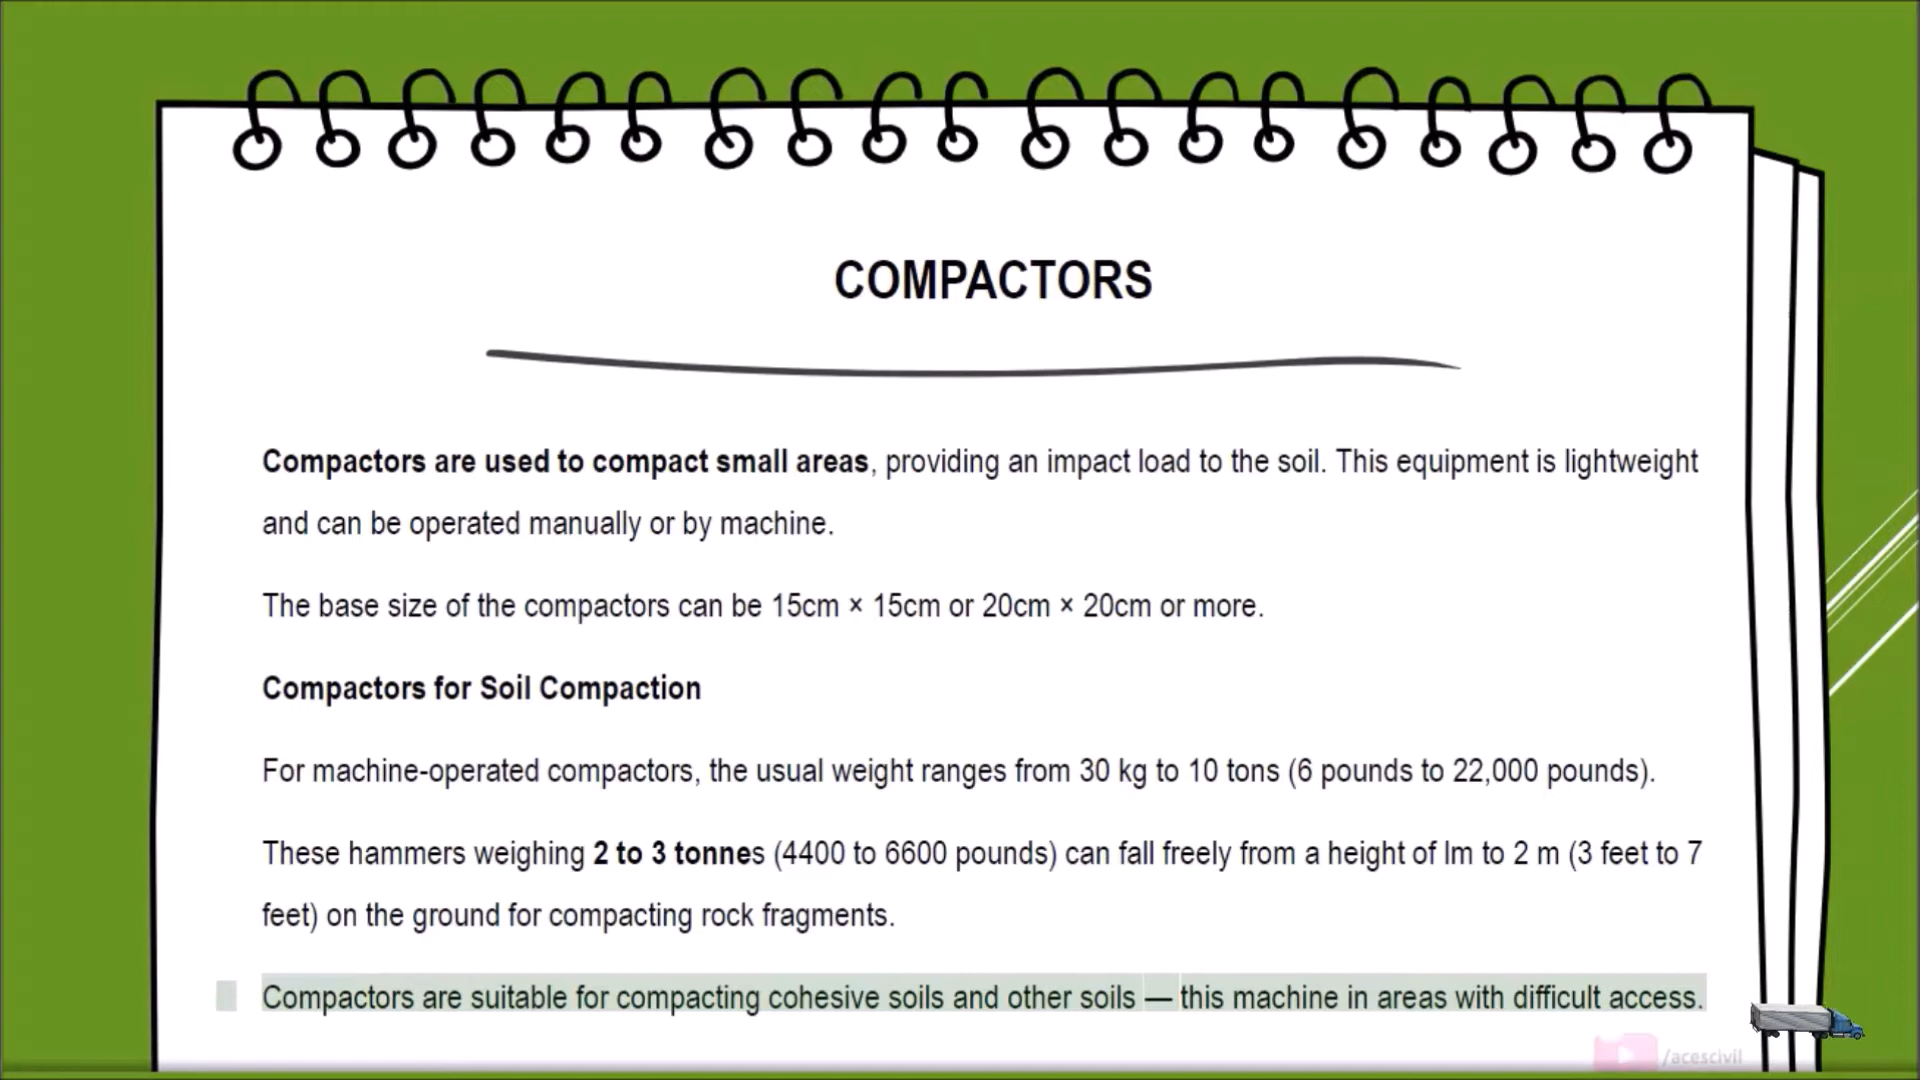 COMPACTORS
Compactors are used to compact small areas, providing an impact load to the soil. This equipment is lightweight
and can be operated manually or by machine.
The base size of the compactors can be 15cm × 15cm or 20cm × 20cm or more.
Compactors for Soil Compaction
For machine-operated compactors, the usual weight ranges from 30 kg to 10 tons (6 pounds to 22,000 pounds).
These hammers weighing 2 to 3 tonnes (4400 to 6600 pounds) can fall freely from a height of lm to 2 m (3 feet to 7
feet) on the ground for compacting rock fragments.
Compactors are suitable for compacting cohesive soils and other soils — this machine in areas with difficult access.
/acescivil